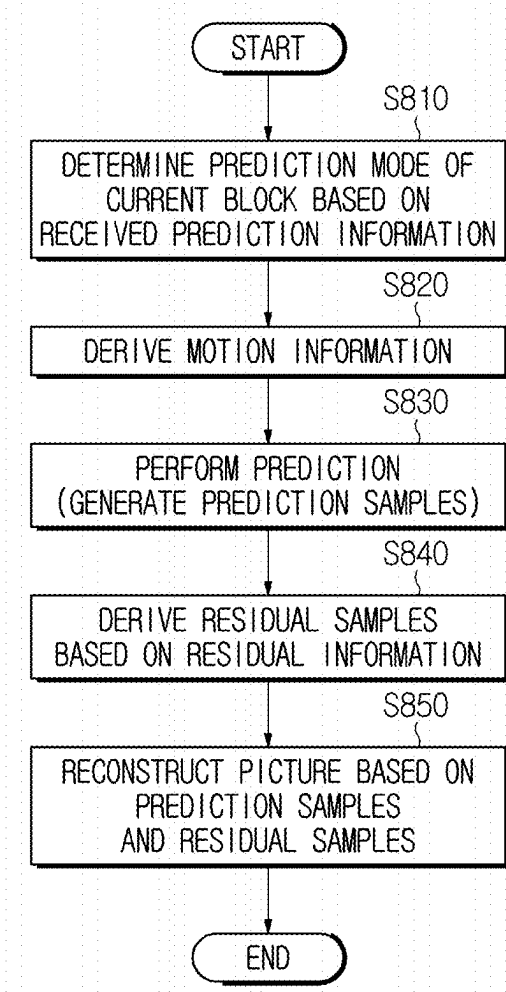 START
S810
DETERMINE PREDICTION MODE OF
CURRENT BLOCK BASED ON
RECEIVED PREDICTION INFORMATION
S820
DERIVE MOTION INFORMATION
S830
PERFORM PREDICTION
(GENERATE PREDICTION SAMPLES)
S840
DERIVE RESIDUAL SAMPLES
BASED ON RESIDUAL INFORMATION
S850
RECONSTRUCT PICTURE BASED ON
PREDICTION SAMPLES
AND RESIDUAL SAMPLES
END